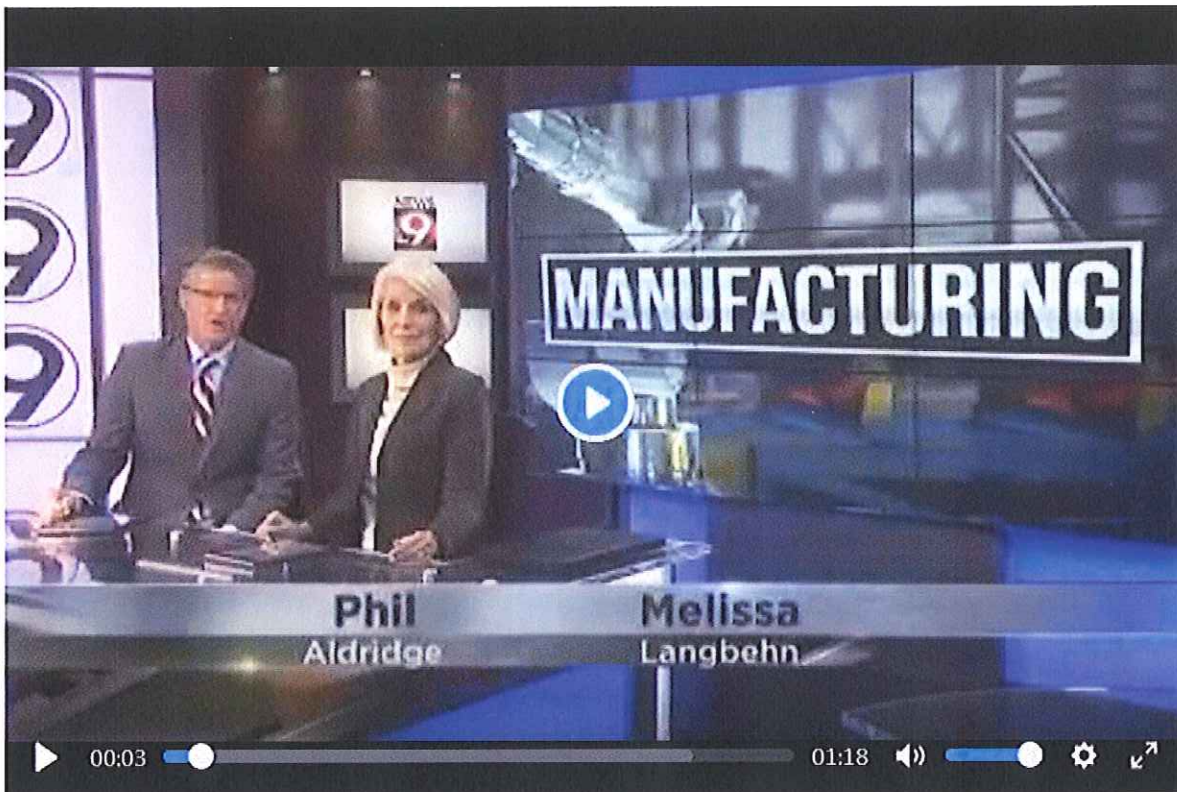 9
9
9
NEWS
9
MANUFACTURING
Phil Melissa
Aldridge Langbehn
00:03 01:18